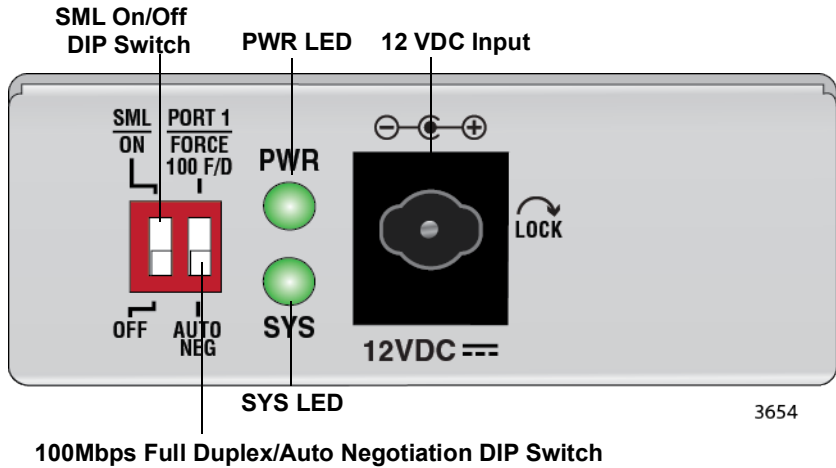 SML On/Off
DIP Switch
PWR LED
12 VDC Input
SML
ON
PORT 1
FORCE
100 F/D
PWR
LOCK
OFF
AUTO
NEG
SYS
12VDC
SYS LED
3654
100Mbps Full Duplex/Auto Negotiation DIP Switch